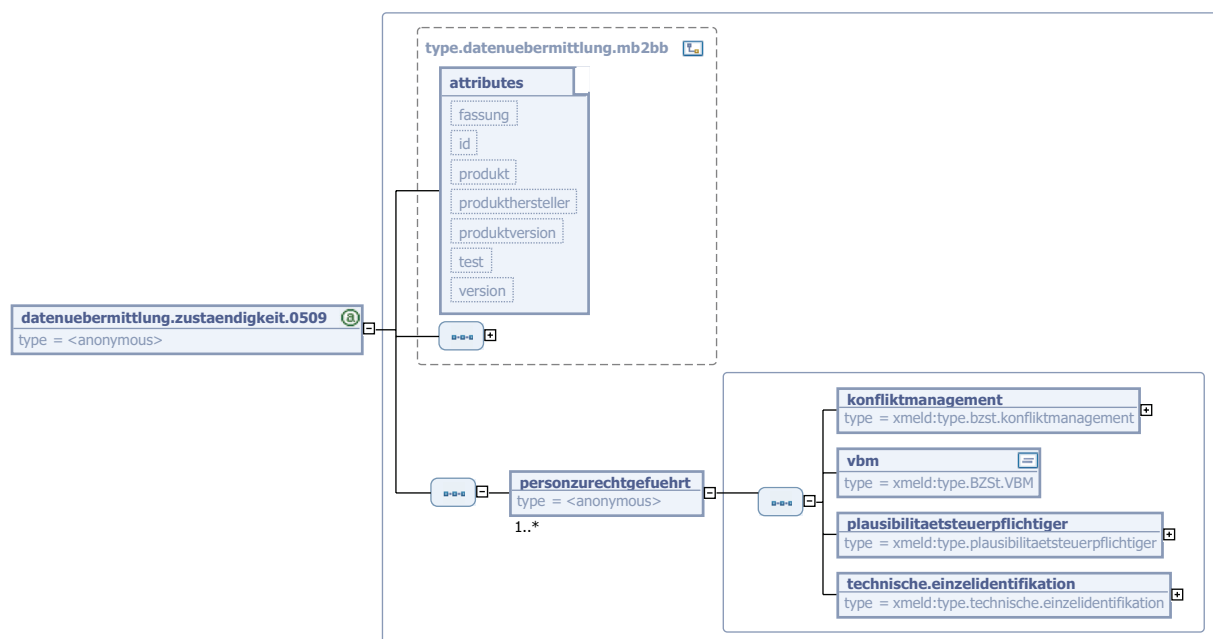 type.datenuebermittlung.mb2bb
attributes
fassung
id
produkt
produkthersteller
produktversion
test
version
datenuebermittlung.zustaendigkeit.0509 a
type = <anonymous>
personzurechtgefuehrt
type = <anonymous>
1..*
konfliktmanagement
type = xmeld:type.bzst.konfliktmanagement
vbm
type = xmeld:type.BZSt.VBM
plausibilitaetsteuerpflichtiger
type = xmeld:type.plausibilitaetsteuerpflichtiger
technische.einzelidentifikation
type = xmeld:type.technische.einzelidentifikation